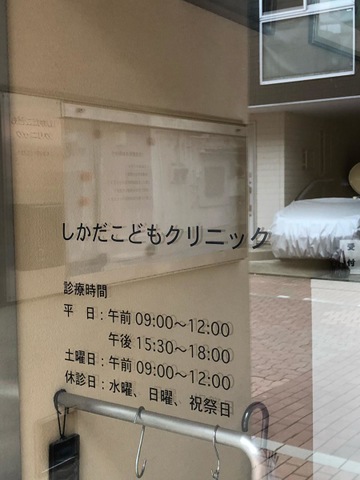 しかだこどもクリニック
診療時間
平　日：午前 09:00～12:00
午後 15:30～18:00
土曜日：午前 09:00～12:00
休診日：水曜、日曜、祝祭日
受付